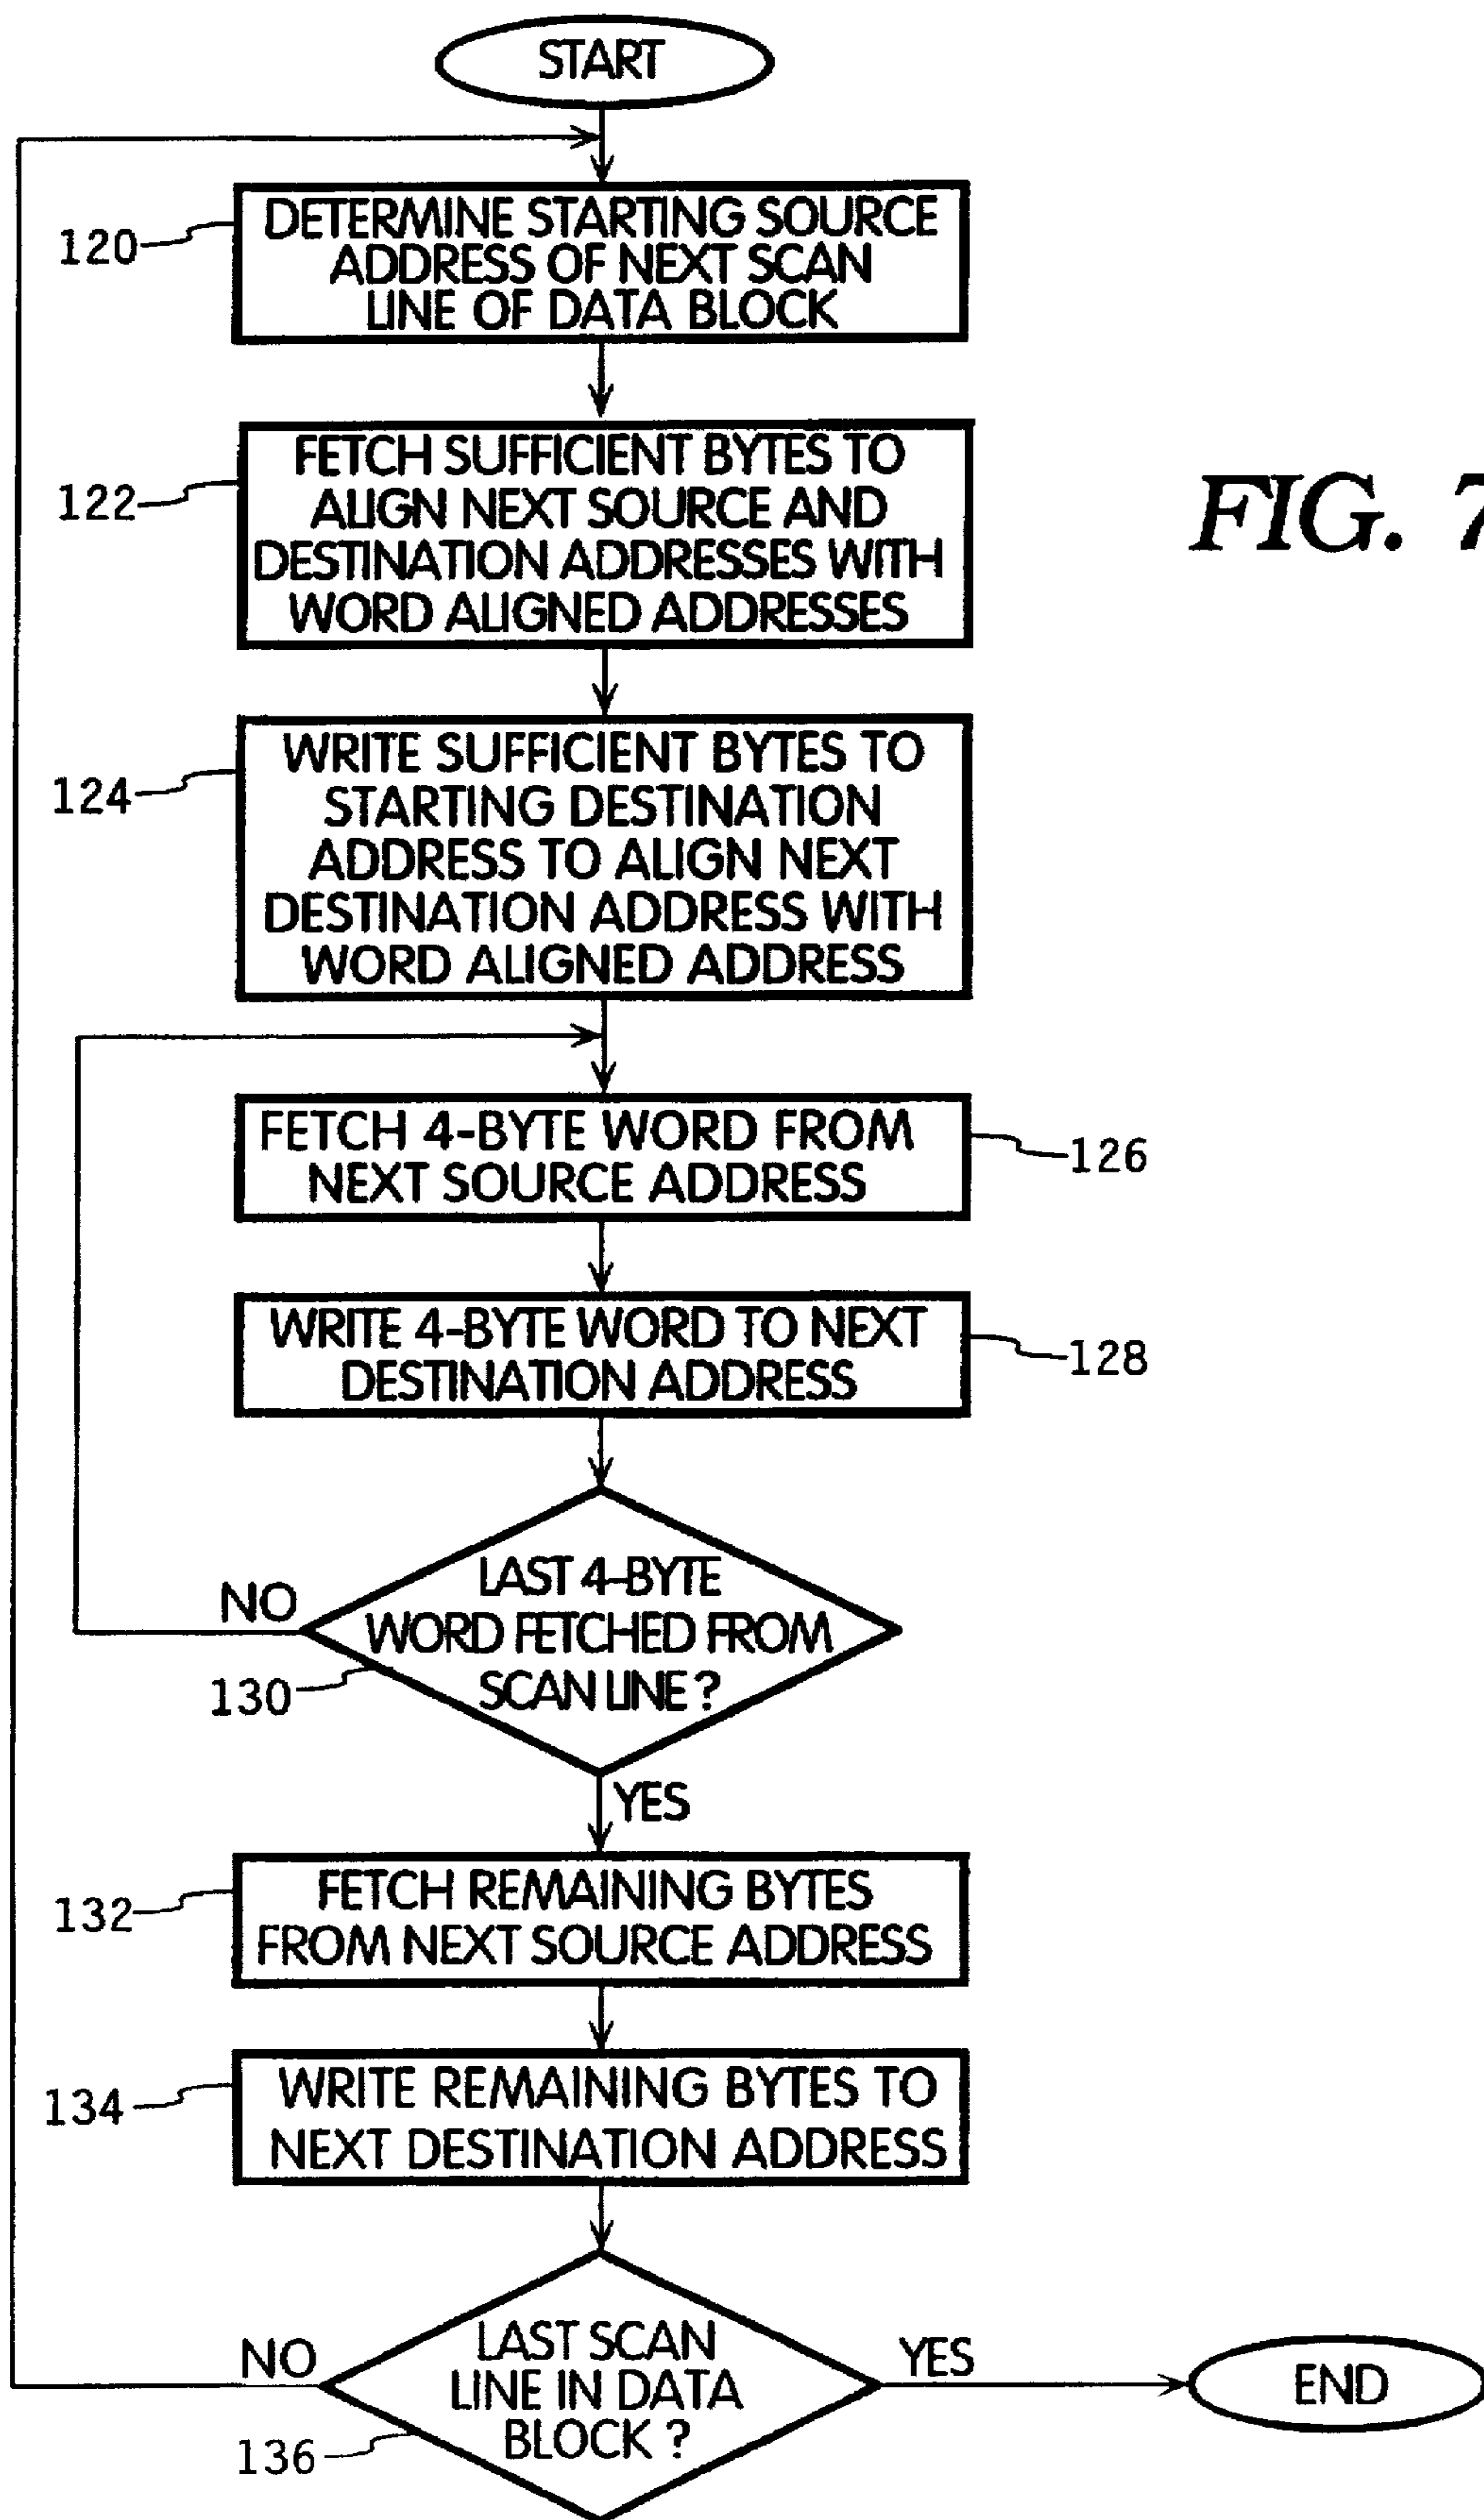 START
120
DETERMINE STARTING SOURCE
ADDRESS OF NEXT SCAN
LINE OF DATA BLOCK
122
FETCH SUFFICIENT BYTES TO
ALIGN NEXT SOURCE AND
DESTINATION ADDRESSES WITH
WORD ALIGNED ADDRESSES
FIG. 7
124
WRITE SUFFICIENT BYTES TO
STARTING DESTINATION
ADDRESS TO ALIGN NEXT
DESTINATION ADDRESS WITH
WORD ALIGNED ADDRESS
FETCH 4-BYTE WORD FROM
NEXT SOURCE ADDRESS
126
WRITE 4-BYTE WORD TO NEXT
DESTINATION ADDRESS
128
LAST 4-BYTE
WORD FETCHED FROM
SCAN LINE ?
NO
130
YES
132
FETCH REMAINING BYTES
FROM NEXT SOURCE ADDRESS
134
WRITE REMAINING BYTES TO
NEXT DESTINATION ADDRESS
LAST SCAN
LINE IN DATA
BLOCK ?
NO
136
YES
END